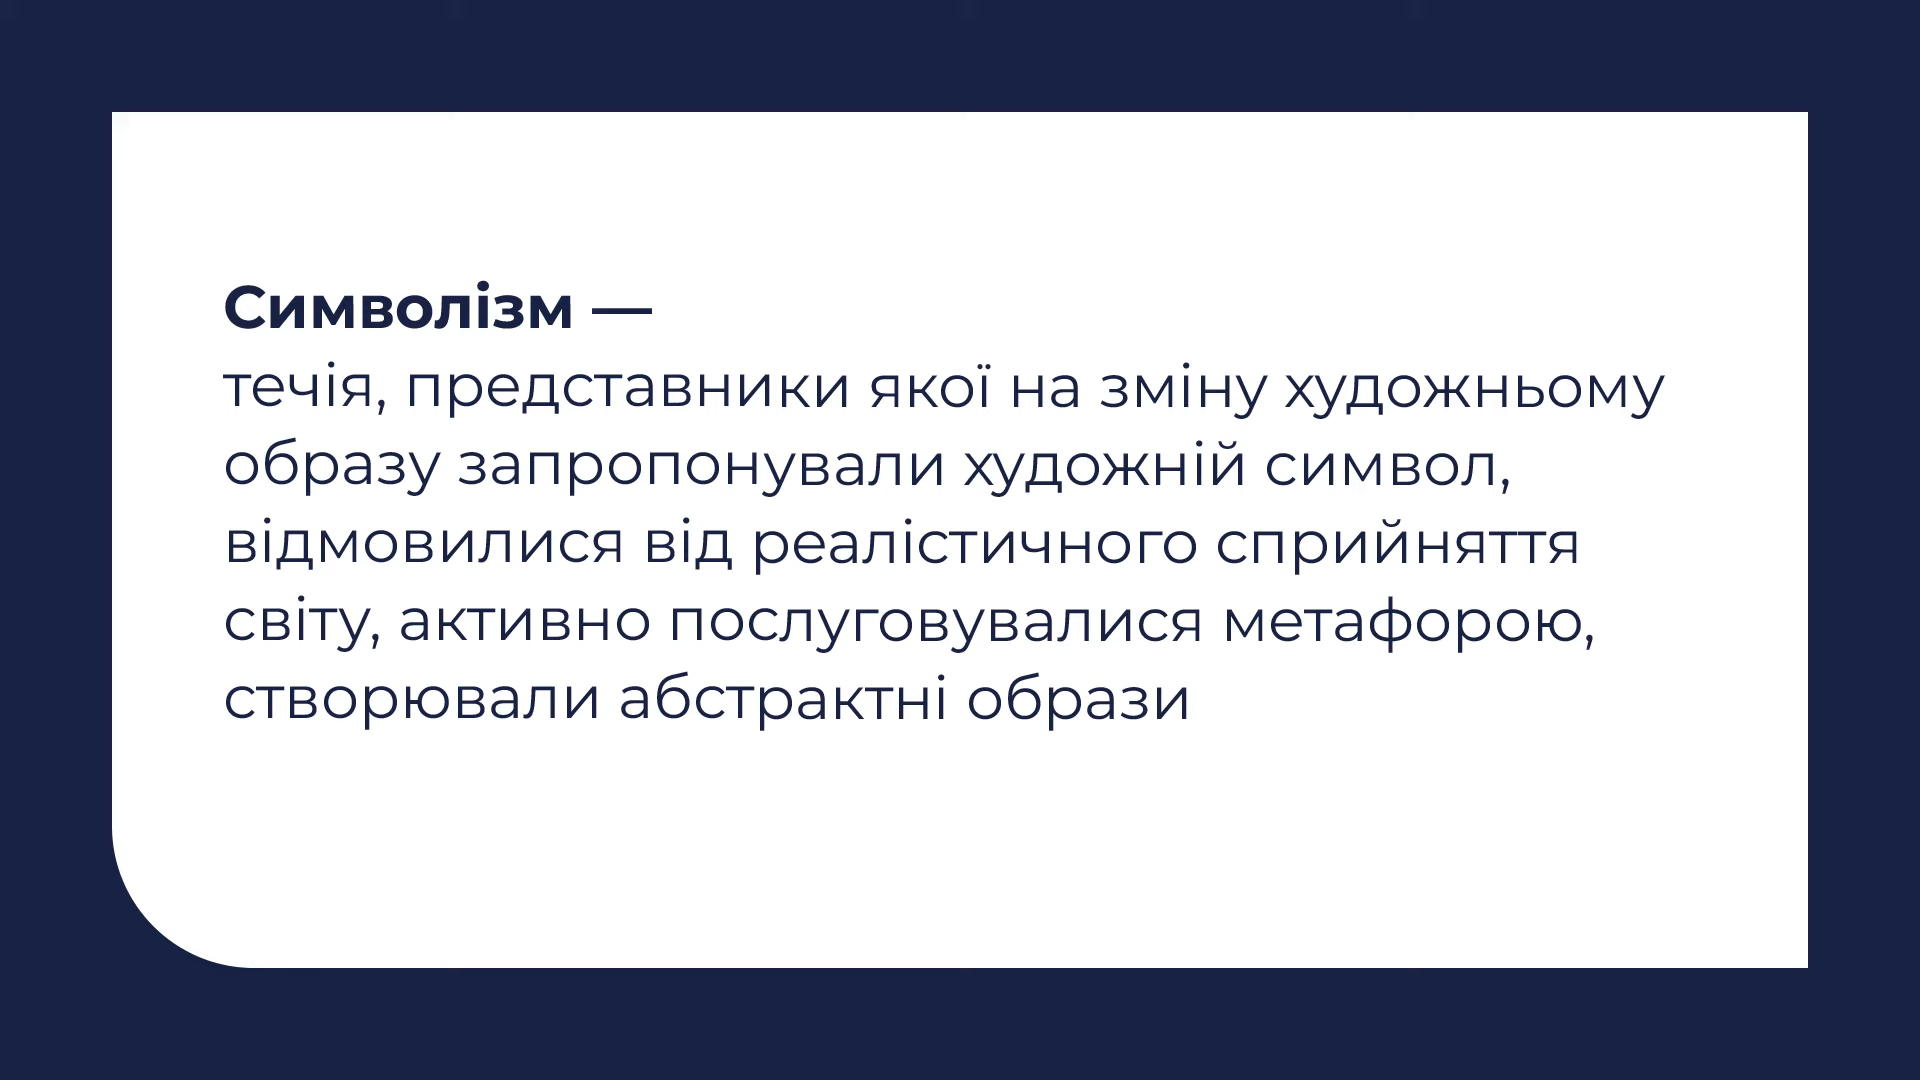 Символізм —
течія, представники якої на зміну художньому
образу запропонували художній символ,
відмовилися від реалістичного сприйняття
світу, активно послуговувалися метафорою,
створювали абстрактні образи